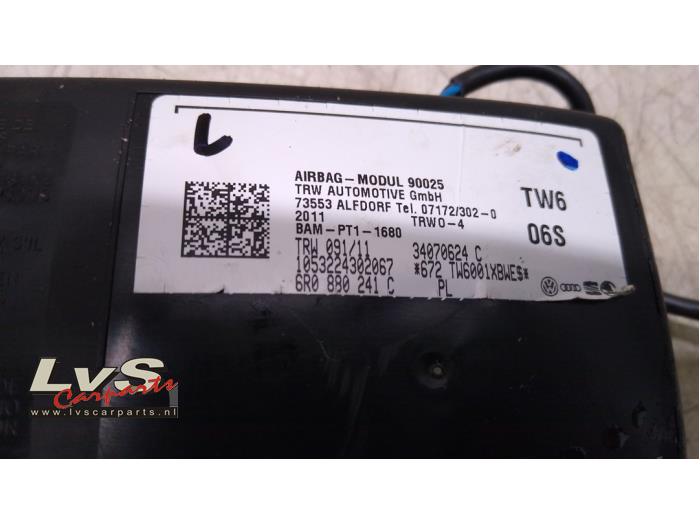 L
AIRBAG-MODUL 90025
TRW AUTOMOTIVE GmbH
73553 ALFDORF Tel. 07172/302-0
2011 TRWO-4
BAM-PT1-1680
TRW 091/11 34070624 C
1053224302067 *672 TW6001XBWE$*
6R0 880 241 C PL
TW6
06S
LvS
Carparts
www.lvscarparts.nl